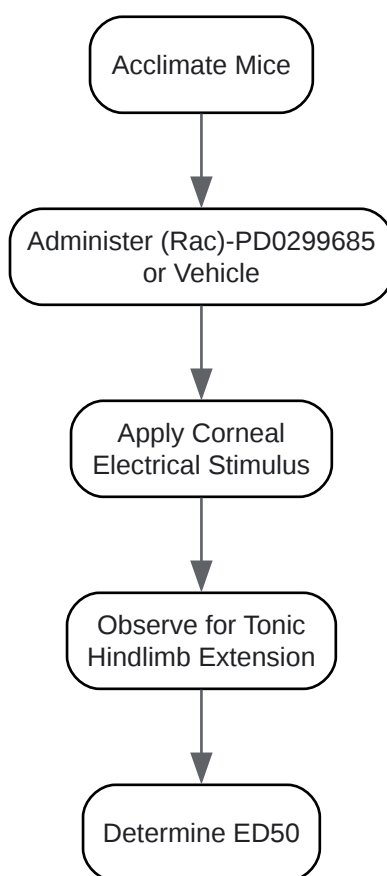 Acclimate Mice
Administer (Rac)-PD0299685
or Vehicle
Apply Corneal
Electrical Stimulus
Observe for Tonic
Hindlimb Extension
Determine ED50